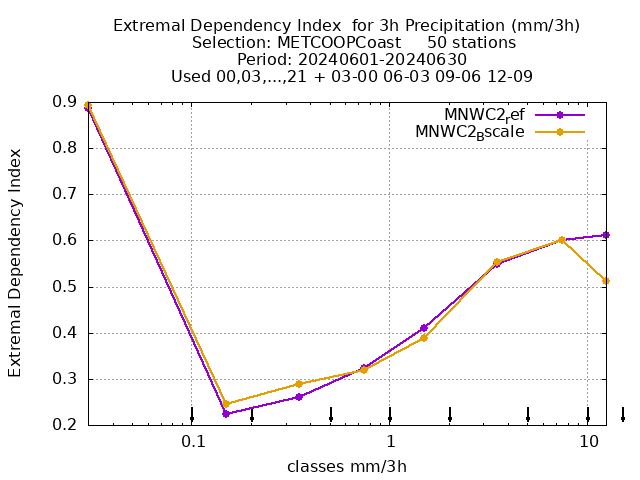 Extremal Dependency Index  for 3h Precipitation (mm/3h)
Selection: METCOOPCoast     50 stations
Period: 20240601-20240630
Used 00,03,...,21 + 03-00 06-03 09-06 12-09
MNWC2ref
MNWC2Bscale
Extremal Dependency Index
0.9
0.8
0.7
0.6
0.5
0.4
0.3
0.2
0.1 1 10
classes mm/3h